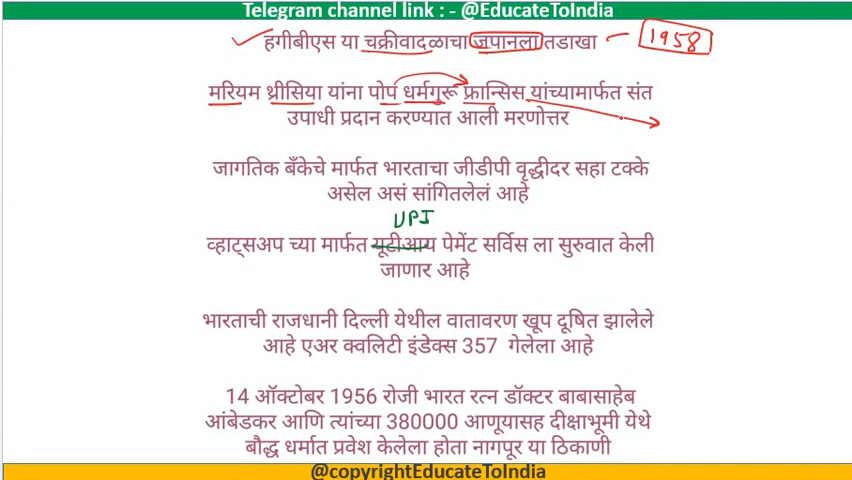 Telegram channel link : - @EducateToIndia
हगीबीएस या चक्रीवादळाचा जपानला तडाखा 1958
मरियम थ्रीसिया यांना पोप धर्मगुरू फ्रान्सिस यांच्यामार्फत संत
उपाधी प्रदान करण्यात आली मरणोत्तर
जागतिक बँकेचे मार्फत भारताचा जीडीपी वृद्धीदर सहा टक्के
असेल असं सांगितलेलं आहे
UPI
व्हाट्सअप च्या मार्फत यूटीआय पेमेंट सर्विस ला सुरुवात केली
जाणार आहे
भारताची राजधानी दिल्ली येथील वातावरण खूप दूषित झालेले
आहे एअर क्वालिटी इंडेक्स 357 गेलेला आहे
14 ऑक्टोबर 1956 रोजी भारत रत्न डॉक्टर बाबासाहेब
आंबेडकर आणि त्यांच्या 380000 आणूयासह दीक्षाभूमी येथे
बौद्ध धर्मात प्रवेश केलेला होता नागपूर या ठिकाणी
@copyrightEducateToIndia